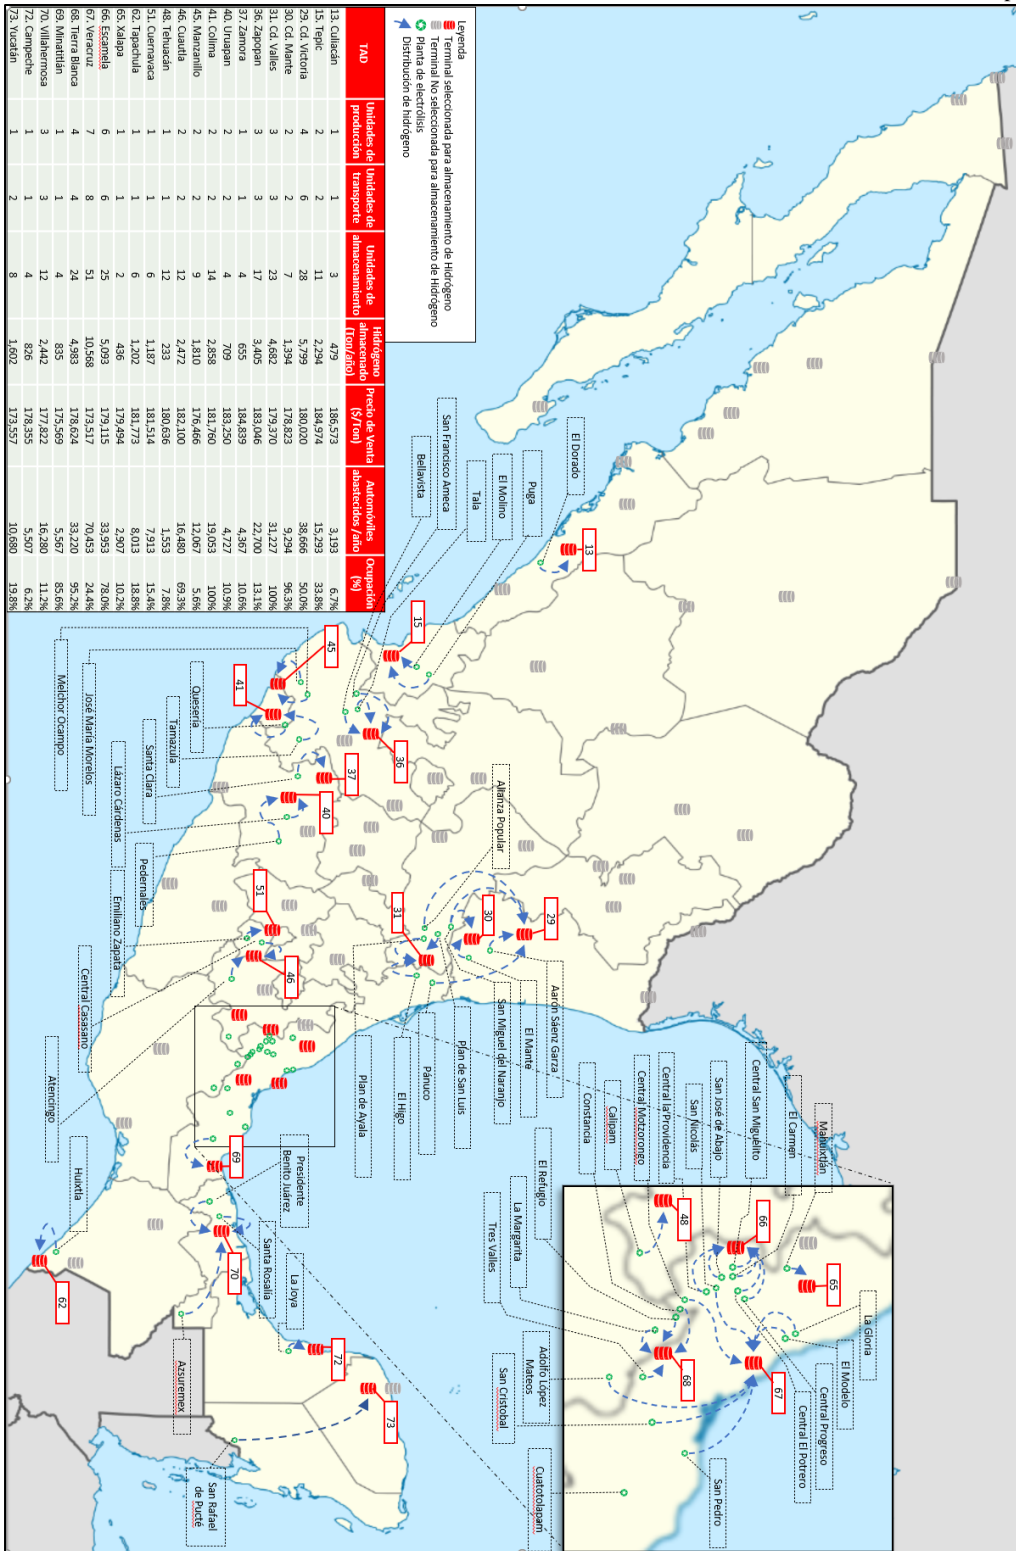 Leyenda
Terminal seleccionada para almacenamiento de Hidrógeno
Terminal No seleccionada para almacenamiento de Hidrógeno
Planta de electrólisis
Distribución de hidrógeno
TAD Unidades de producción Unidades de transporte Unidades de almacenamiento Hidrógeno almacenado (Ton/año) Precio de Venta ($/Ton) Automóviles abastecidos /año Ocupación (%)
13. Culiacán 1 1 3 479 186,573 3,193 6.7%
15. Tepic 2 2 11 2,294 184,974 15,293 33.8%
29. Cd. Victoria 4 6 28 5,799 180,020 38,666 50.0%
30. Cd. Mante 2 2 7 1,394 178,823 9,294 96.3%
31. Cd. Valles 3 3 23 4,682 179,370 31,227 100%
36. Zapopan 3 3 17 3,405 183,046 22,700 13.1%
37. Zamora 1 1 4 655 184,839 4,367 10.6%
40. Uruapan 2 2 4 709 183,250 4,727 10.9%
41. Colima 2 2 14 2,858 181,760 19,053 100%
45. Manzanillo 2 2 9 1,810 176,466 12,067 5.6%
46. Cuautla 2 2 12 2,472 182,100 16,480 69.3%
48. Tehuacán 1 1 12 233 180,636 1,553 7.8%
51. Cuernavaca 1 1 6 1,187 181,514 7,913 15.4%
62. Tapachula 1 1 6 1,202 181,773 8,013 18.8%
65. Xalapa 1 1 2 436 179,494 2,907 10.2%
66. Escamela 6 6 25 5,093 179,115 33,953 78.0%
67. Veracruz 7 8 51 10,568 173,517 70,453 24.4%
68. Tierra Blanca 4 4 24 4,983 178,624 33,220 95.2%
69. Minatitlán 1 1 4 835 175,569 5,567 85.6%
70. Villahermosa 3 3 12 2,442 177,822 16,280 11.2%
72. Campeche 1 1 4 826 178,355 5,507 6.2%
73. Yucatán 1 2 8 1,602 173,557 10,680 19.8%
El Dorado
Puga
El Molino
Tala
San Francisco Ameca
Bellavista
13
15
36
45
41
37
40
29
30
31
51
46
69
70
72
73
62
Quesería
Tamazula
Santa Clara
Lázaro Cárdenas
José María Morelos
Melchor Ocampo
Pedernales
Emiliano Zapata
Central Casasano
Atencingo
Alianza Popular
Aarón Sáenz Garza
El Mante
San Miguel del Naranjo
Plan de San Luis
Pánuco
El Higo
Plan de Ayala
Presidente
Benito Juárez
Santa Rosalía
La Joya
Huixtla
Azsuremex
San Rafael
de Pucté
Mahuixtlán
El Carmen
Central San Miguelito
San José de Abajo
San Nicolás
Central la Providencia
Central Motzorongo
Calipam
Constancia
El Refugio
La Margarita
Tres Valles
Adolfo López
Mateos
San Cristobal
Cuatotolapam
San Pedro
La Gloria
El Modelo
Central Progreso
Central El Potrero
48
66
65
67
68